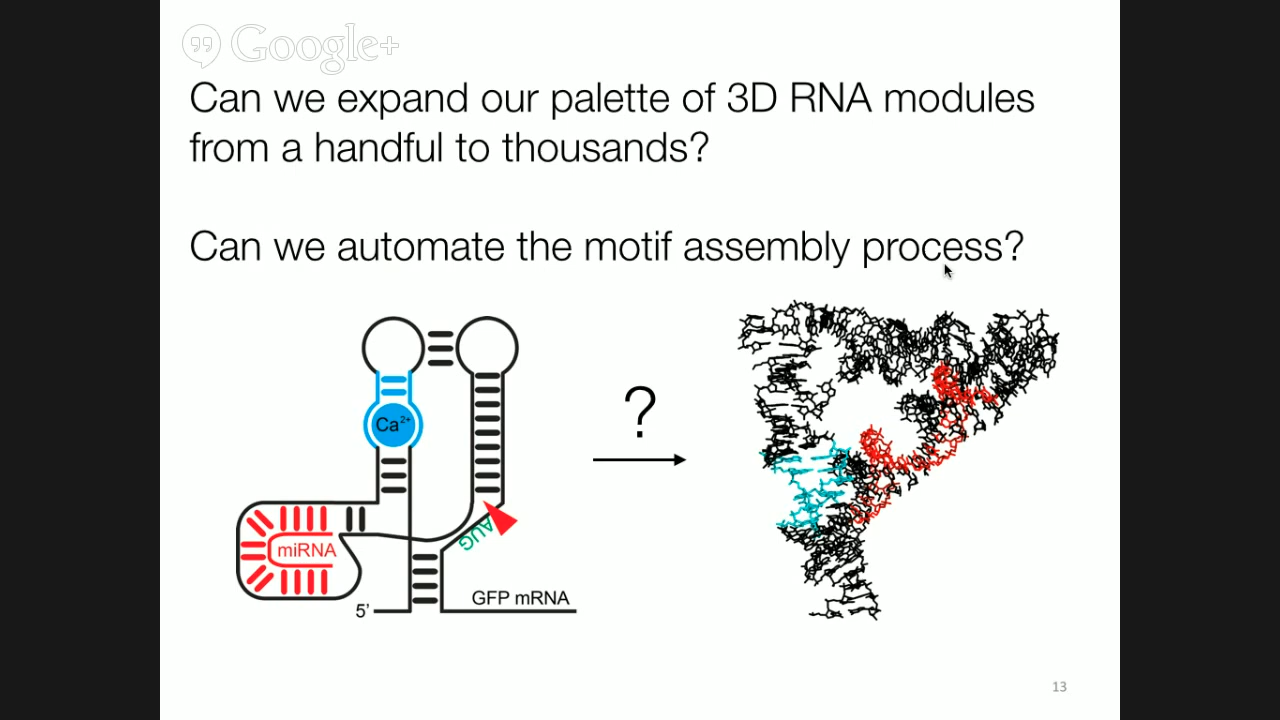 Google+
Can we expand our palette of 3D RNA modules
from a handful to thousands?
Can we automate the motif assembly process?
?
Ca²⁺
miRNA
AUG
GFP mRNA
5’
13